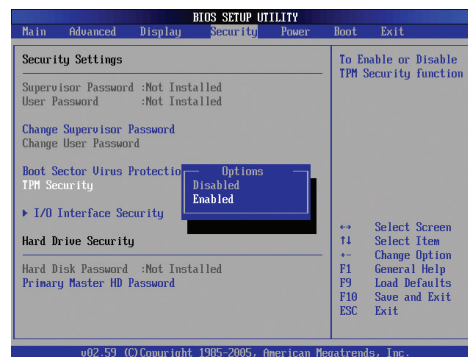 BIOS SETUP UTILITY
Main Advanced Display Security Power Boot Exit
Security Settings
Supervisor Password :Not Installed
User Password :Not Installed
Change Supervisor Password
Change User Password
Boot Sector Virus Protectio
TPM Security
Options
Disabled
Enabled
▶ I/O Interface Security
Hard Drive Security
Hard Disk Password :Not Installed
Primary Master HD Password
To Enable or Disable
TPM Security function
↔ Select Screen
↑↓ Select Item
+- Change Option
F1 General Help
F9 Load Defaults
F10 Save and Exit
ESC Exit
v02.59 (C)Copyright 1985-2005, American Megatrends, Inc.